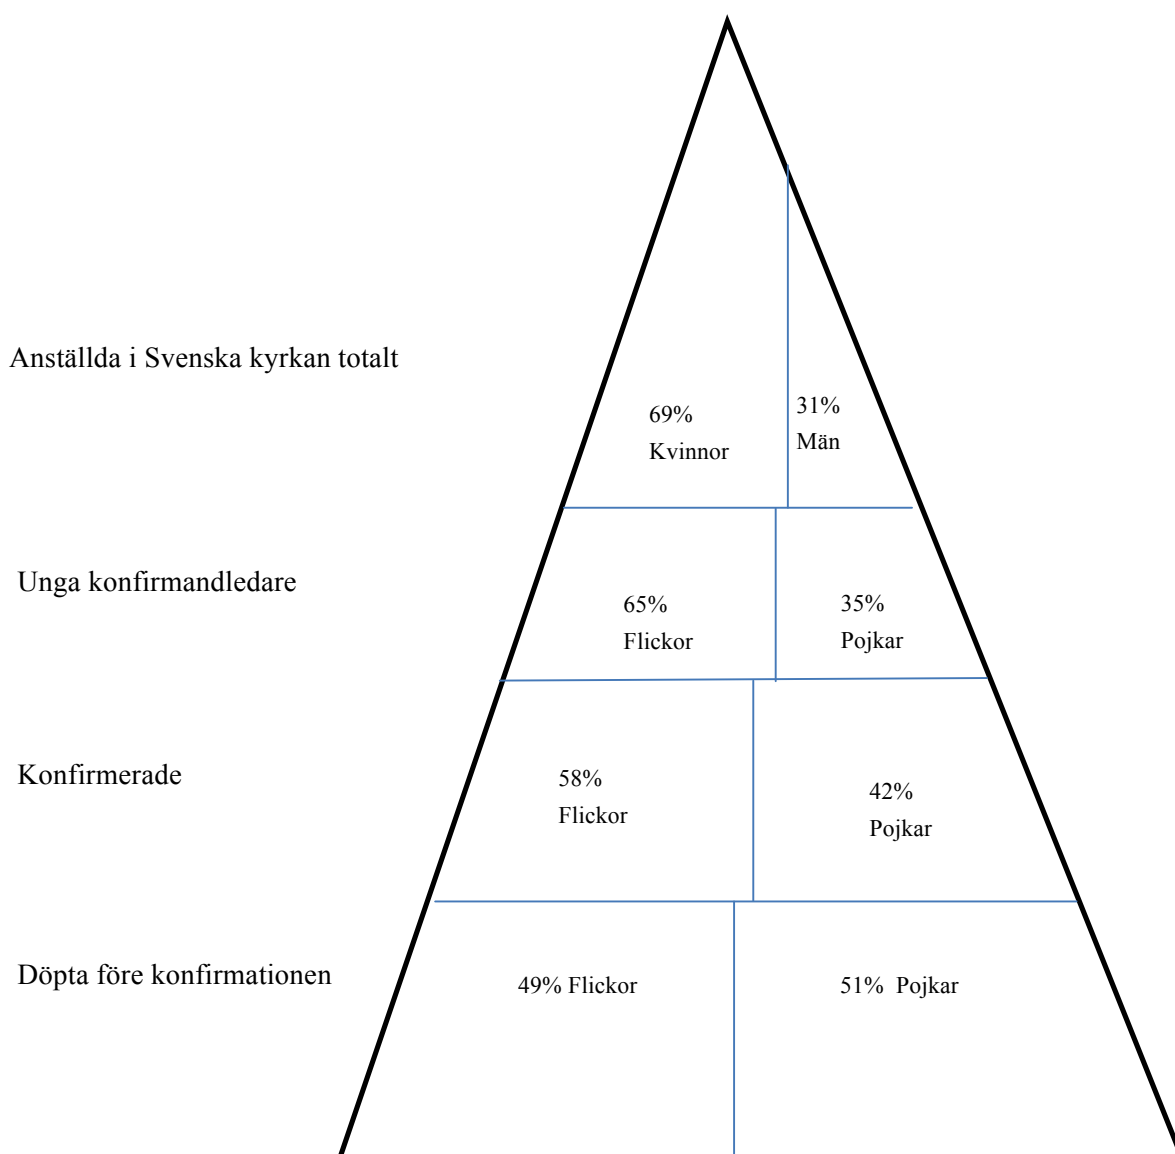 Anställda i Svenska kyrkan totalt
69%
Kvinnor
31%
Män
Unga konfirmandledare
65%
Flickor
35%
Pojkar
Konfirmerade
58%
Flickor
42%
Pojkar
Döpta före konfirmationen
49% Flickor
51%  Pojkar